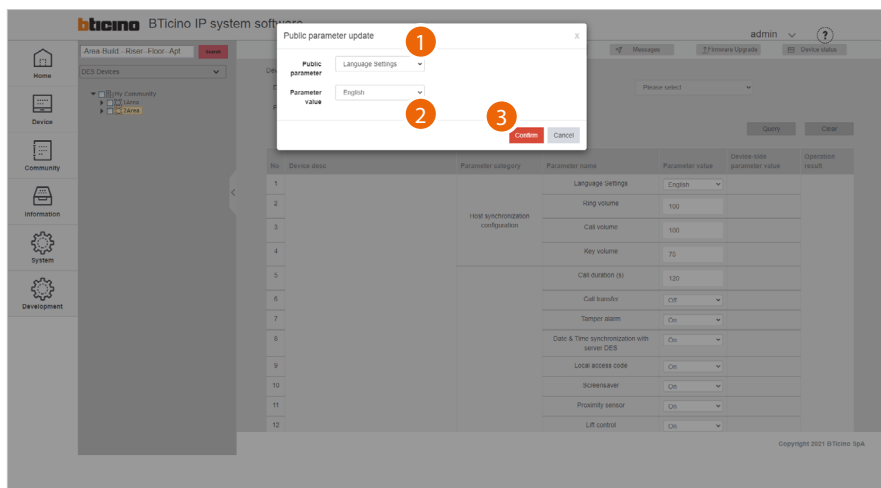 bticino BTicino IP system software
admin
?
Public parameter update
X
1
Public parameter
Language Settings
Parameter value
English
2
3
Confirm
Cancel
Area-Build -Riser-Floor-Apt
DES Devices
My Community
1Area
2Area
Home
Device
Community
Information
System
Development
Messages
Firmware Upgrade
Device status
Please select
Query
Clear
No
Device desc
Parameter category
Parameter name
Parameter value
Device-side parameter value
Operation result
Host synchronization configuration
1
Language Settings
English
2
Ring volume
100
3
Call volume
100
4
Key volume
70
5
Call duration (s)
120
6
Call transfer
Off
7
Tamper alarm
On
8
Date & Time synchronization with server DES
On
9
Local access code
On
10
Screensaver
On
11
Proximity sensor
On
12
Lift control
On
Copyright 2021 BTicino SpA